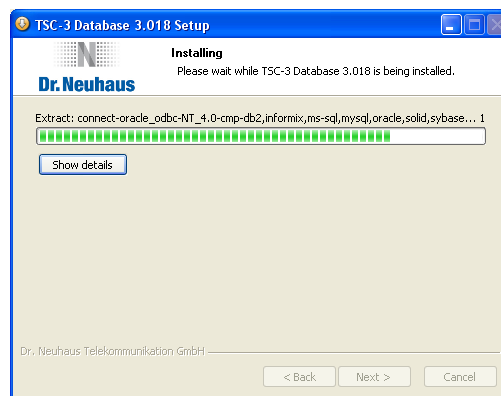 TSC-3 Database 3.018 Setup
N
Dr. Neuhaus
Installing
Please wait while TSC-3 Database 3.018 is being installed.
Extract: connect-oracle_odbc-NT_4.0-cmp-db2,informix,ms-sql,mysql,oracle,solid,sybase... 1
Show details
Dr. Neuhaus Telekommunikation GmbH
< Back Next > Cancel